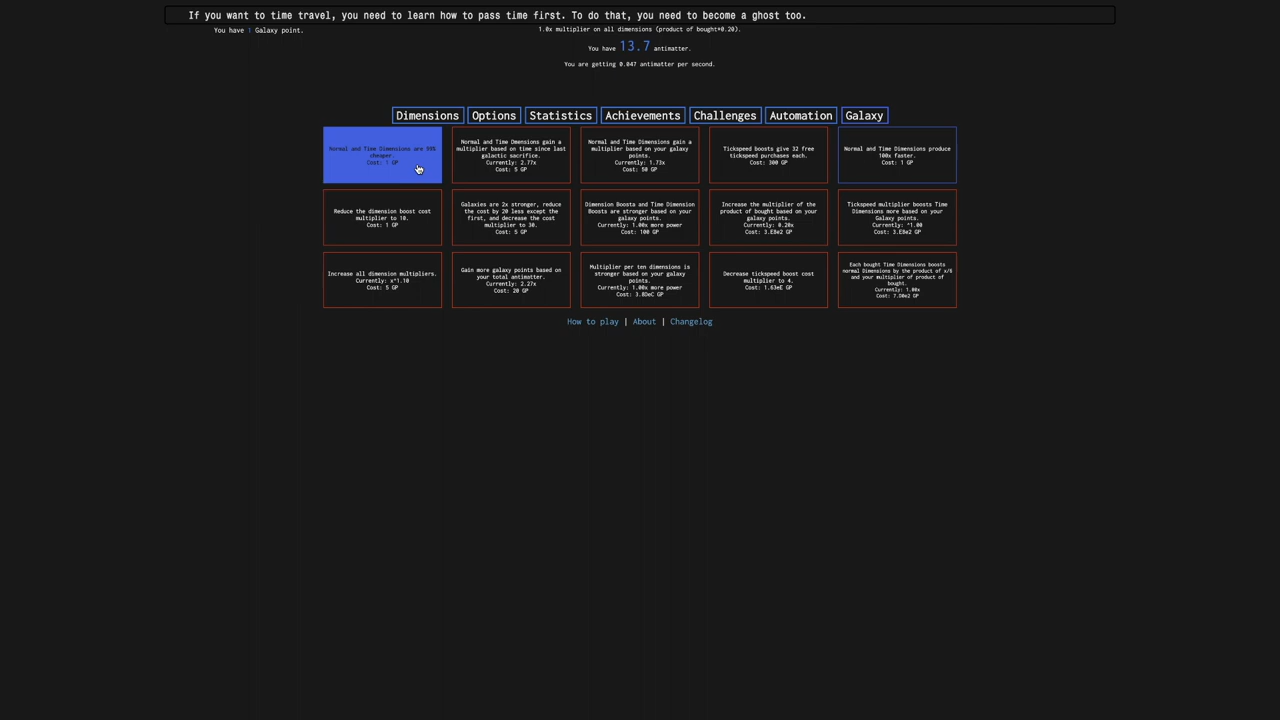 If you want to time travel, you need to learn how to pass time first. To do that, you need to become a ghost too.
You have 1 Galaxy point.
1.0x multiplier on all dimensions (product of bought*0.20).
You have 13.7 antimatter.
You are getting 0.047 antimatter per second.
Dimensions Options Statistics Achievements Challenges Automation Galaxy
Normal and Time Dimensions are 99%
cheaper.
Cost: 1 GP
Normal and Time Dmensions gain a
multiplier based on time since last
galactic sacrifice.
Currently: 2.77x
Cost: 5 GP
Normal and Time Dimensions gain a
multiplier based on your galaxy
points.
Currently: 1.73x
Cost: 50 GP
Tickspeed boosts give 32 free
tickspeed purchases each.
Cost: 300 GP
Normal and Time Dimensions produce
100x faster.
Cost: 1 GP
Reduce the dimension boost cost
multiplier to 10.
Cost: 1 GP
Galaxies are 2x stronger, reduce
the cost by 20 less except the
first, and decrease the cost
multiplier to 30.
Cost: 5 GP
Dimension Boosts and Time Dimension
Boosts are stronger based on your
galaxy points.
Currently: 1.00x more power
Cost: 100 GP
Increase the multiplier of the
product of bought based on your
galaxy points.
Currently: 0.20x
Cost: 3.E8e2 GP
Tickspeed multiplier boosts Time
Dimensions more based on your
Galaxy points.
Currently: ^1.00
Cost: 3.E8e2 GP
Increase all dimension multipliers.
Currently: x^1.10
Cost: 5 GP
Gain more galaxy points based on
your total antimatter.
Currently: 2.27x
Cost: 20 GP
Multiplier per ten dimensions is
stronger based on your galaxy
points.
Currently: 1.00x more power
Cost: GP
Decrease tickspeed boost cost
multiplier to 4.
Cost: GP
Each bought Time Dimensions boosts
normal Dimensions by the product of x/8
and your multiplier of product of
bought.
Currently: 1.00x
Cost: GP
How to play | About | Changelog